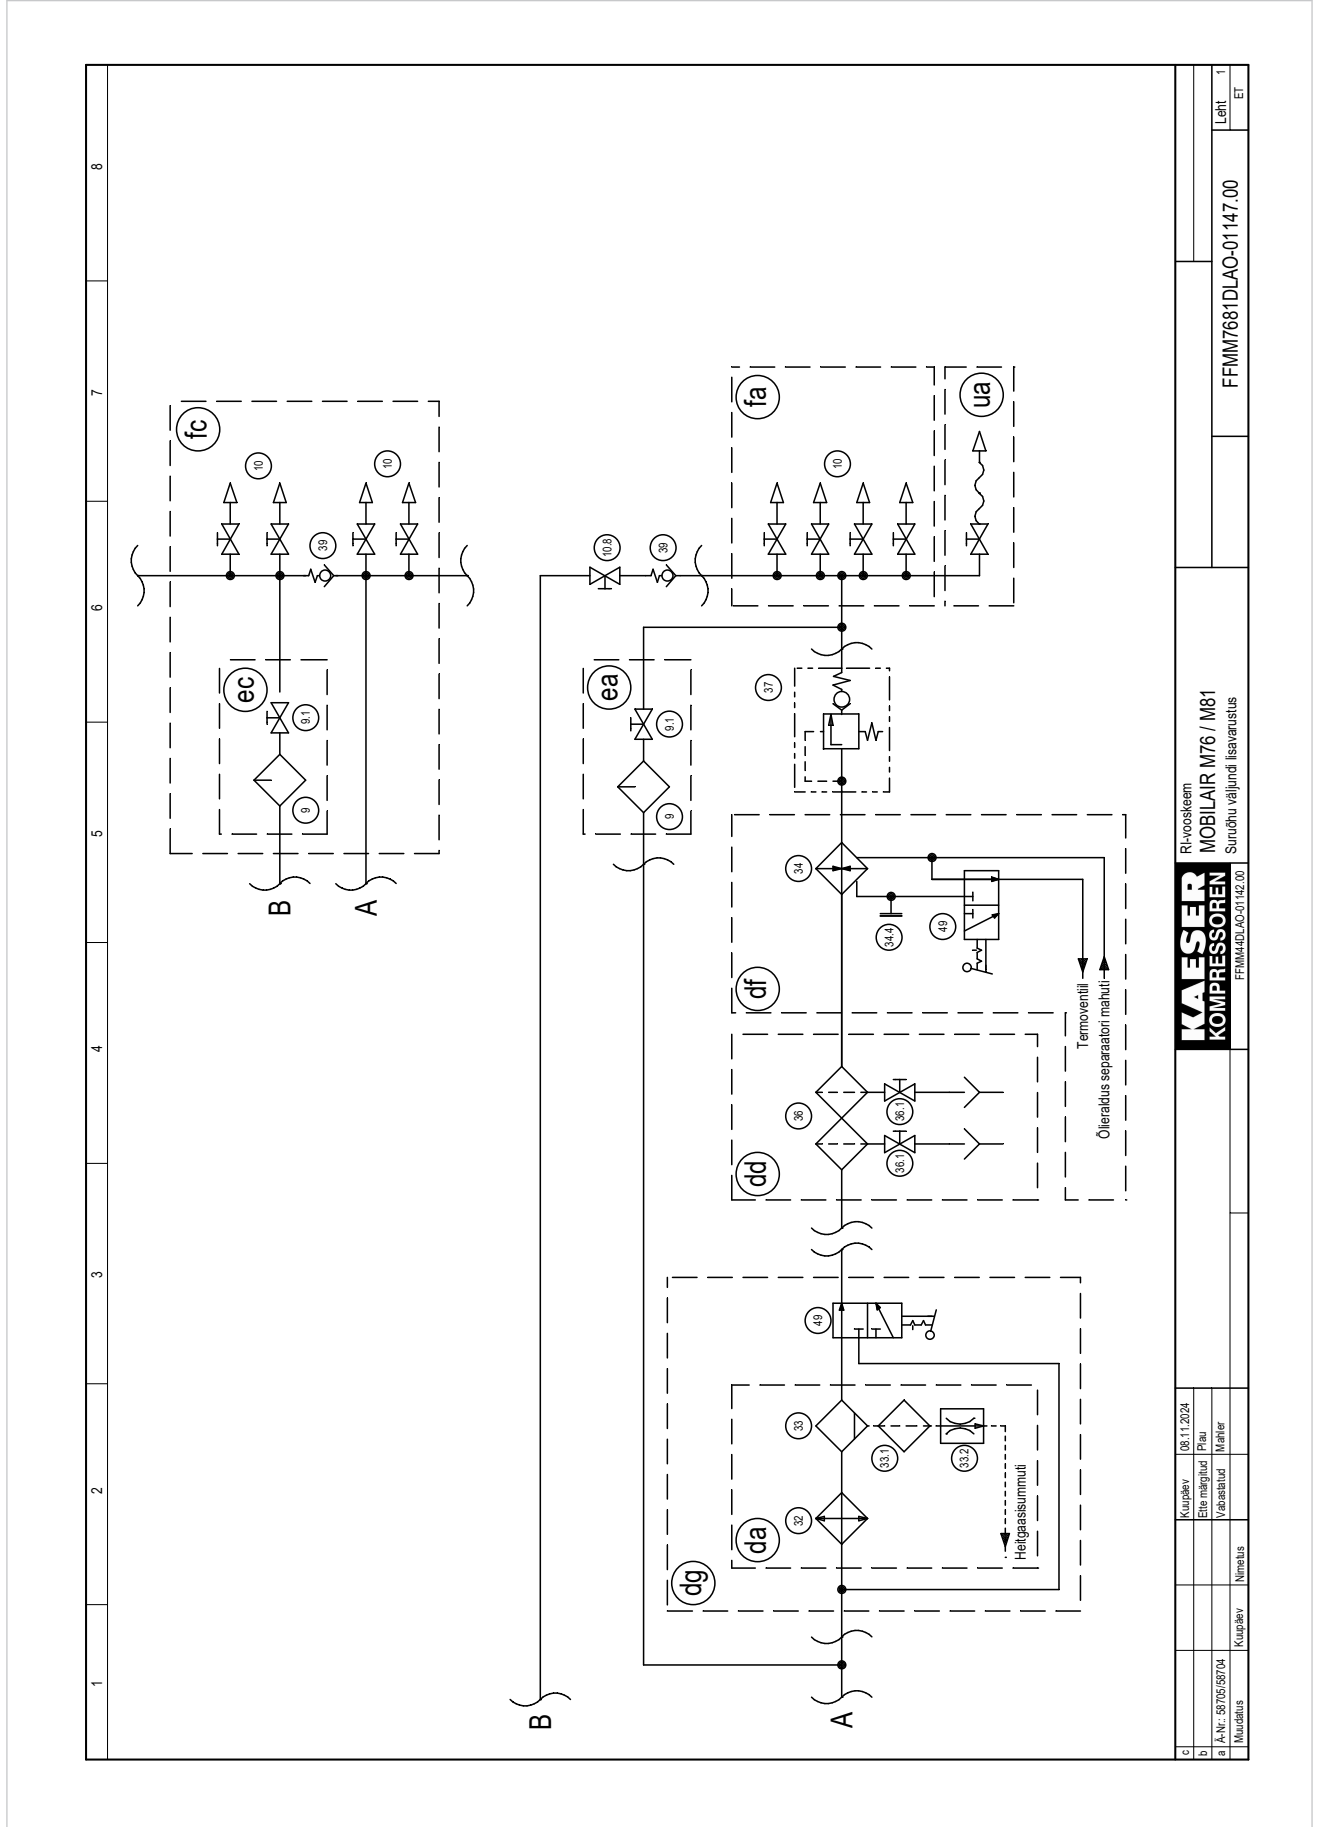 1
2
3
4
5
6
7
8
fc
10
10
39
ec
9.1
9
B
A
10.8
39
ea
9.1
9
37
fa
10
ua
34
34.4
49
df
Termoventiil
Õlieraldus separaatori mahuti
36
36.1
36.1
dd
49
33
33.1
33.2
32
da
Heitgaasisummuti
dg
B
A
c
b
a
Ä-Nr.: 58705/58704
Muudatus
Kuupäev
Nimetus
Kuupäev
08.11.2024
Ette märgitud
Plau
Vabastatud
Mahler
KAESER
KOMPRESSOREN
FFMM44DLAO-01142.00
RI-vooskeem
MOBILAIR M76 / M81
Suruõhu väljundi lisavarustus
FFMM7681DLAO-01147.00
Leht 1
ET